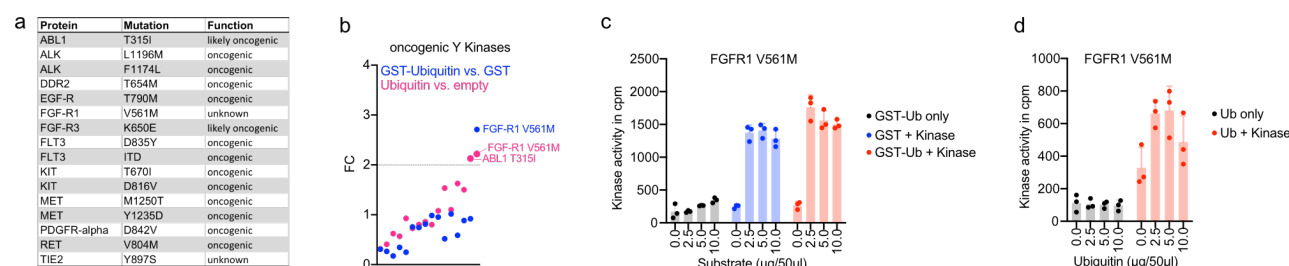 a
Protein Mutation Function
ABL1 T315I likely oncogenic
ALK L1196M oncogenic
ALK F1174L oncogenic
DDR2 T654M oncogenic
EGF-R T790M oncogenic
FGF-R1 V561M unknown
FGF-R3 K650E likely oncogenic
FLT3 D835Y oncogenic
FLT3 ITD oncogenic
KIT T670I oncogenic
KIT D816V oncogenic
MET M1250T oncogenic
MET Y1235D oncogenic
PDGFR-alpha D842V oncogenic
RET V804M oncogenic
TIE2 Y897S unknown
b
oncogenic Y Kinases
GST-Ubiquitin vs. GST
Ubiquitin vs. empty
FGF-R1 V561M
FGF-R1 V561M
ABL1 T315I
FC
4
3
2
1
0
c
FGFR1 V561M
Kinase activity in cpm
2500
2000
1500
1000
500
0
GST-Ub only
GST + Kinase
GST-Ub + Kinase
0.0 2.5 5.0 10.0 0.0 2.5 5.0 10.0 0.0 2.5 5.0 10.0
Substrate (µg/50µl)
d
FGFR1 V561M
Kinase activity in cpm
1000
800
600
400
200
0
Ub only
Ub + Kinase
0.0 2.5 5.0 10.0 0.0 2.5 5.0 10.0
Ubiquitin (µg/50µl)